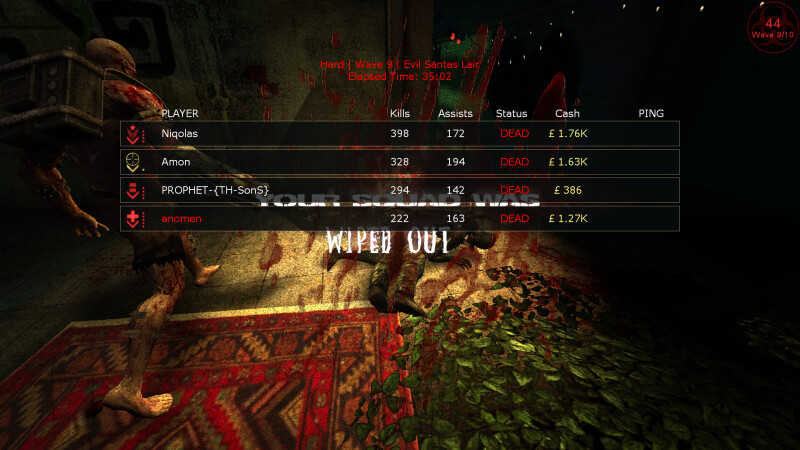 44
Wave 9/10
Hard | Wave 9 | Evil Santas Lair
Elapsed Time: 35:02
PLAYER Kills Assists Status Cash PING
Niqolas 398 172 DEAD £ 1.76K
Amon 328 194 DEAD £ 1.63K
PROPHET-{TH-SonS} 294 142 DEAD £ 386
YOUR SQUAD WAS
anomen 222 163 DEAD £ 1.27K
WIPED OUT